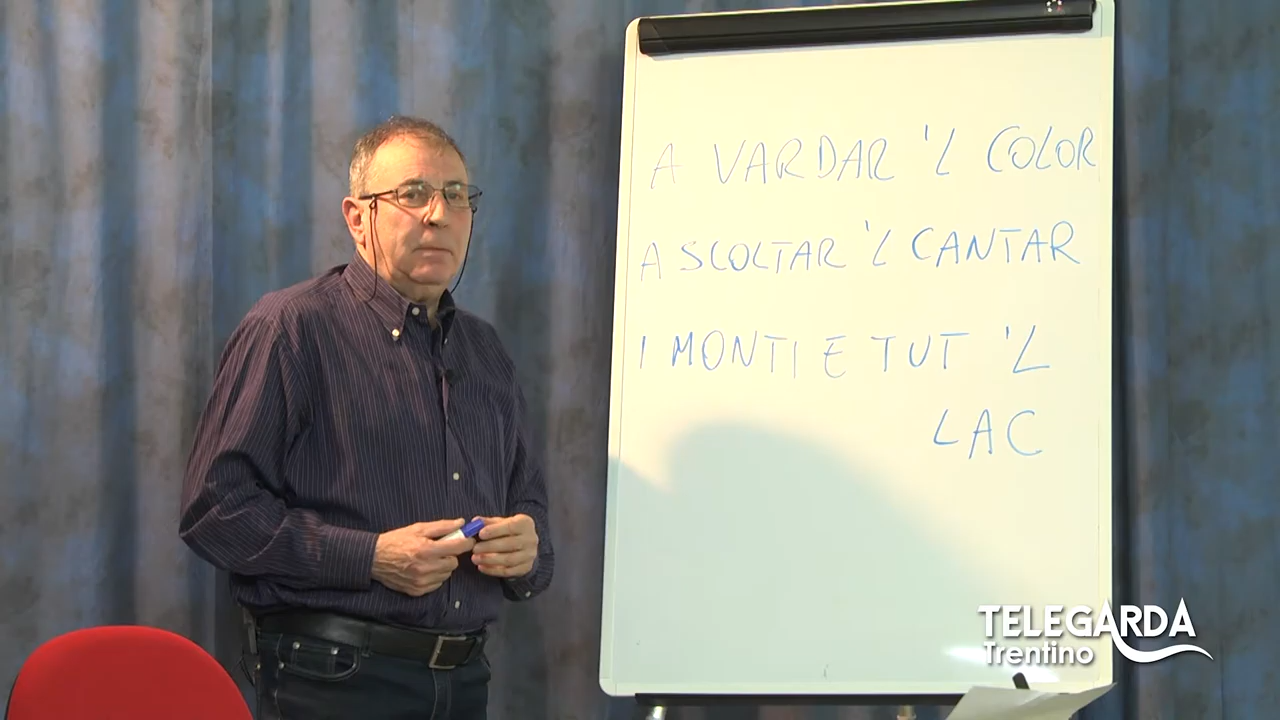 A VARDAR 'L COLOR
A SCOLTAR 'L CANTAR
I MONTI E TUT 'L
LAC
TELEGARDA
Trentino